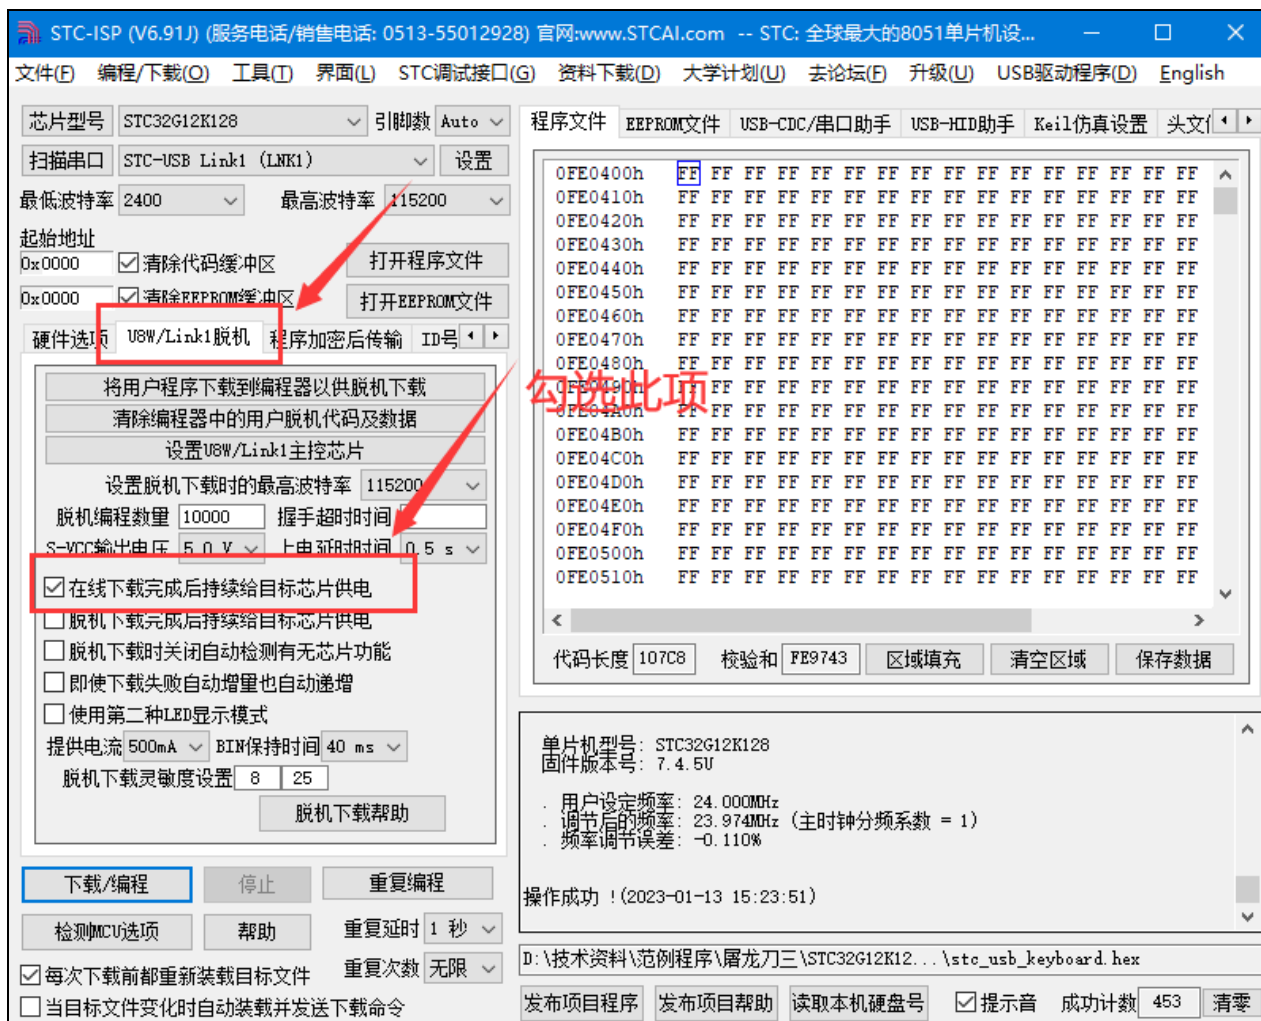 STC-ISP (V6.91J) (服务电话/销售电话: 0513-55012928) 官网:www.STCAI.com -- STC: 全球最大的8051单片机设...
文件(F) 编程/下载(O) 工具(T) 界面(L) STC调试接口(G) 资料下载(D) 大学计划(U) 去论坛(F) 升级(U) USB驱动程序(D) English
芯片型号 STC32G12K128 引脚数 Auto
扫描串口 STC-USB Link1 (LNK1) 设置
最低波特率 2400 最高波特率 115200
起始地址
0x0000 清除代码缓冲区 打开程序文件
0x0000 清除EEPROM缓冲区 打开EEPROM文件
硬件选项 U8W/Link1脱机 程序加密后传输 ID号
将用户程序下载到编程器以供脱机下载
清除编程器中的用户脱机代码及数据
设置U8W/Link1主控芯片
设置脱机下载时的最高波特率 115200
脱机编程数量 10000 握手超时时间
S-VCC输出电压 5.0 V 上电延时时间 0.5 s
在线下载完成后持续给目标芯片供电
脱机下载完成后持续给目标芯片供电
脱机下载时关闭自动检测有无芯片功能
即使下载失败自动增量也自动递增
使用第二种LED显示模式
提供电流 500mA BIN保持时间 40 ms
脱机下载灵敏度设置 8 25
脱机下载帮助
下载/编程 停止 重复编程
检测MCU选项 帮助 重复延时 1 秒
每次下载前都重新装载目标文件 重复次数 无限
当目标文件变化时自动装载并发送下载命令
程序文件 EEPROM文件 USB-CDC/串口助手 USB-HID助手 Keil仿真设置
0FE0400h FF FF FF FF FF FF FF FF FF FF FF FF FF FF FF FF
0FE0410h FF FF FF FF FF FF FF FF FF FF FF FF FF FF FF FF
0FE0420h FF FF FF FF FF FF FF FF FF FF FF FF FF FF FF FF
0FE0430h FF FF FF FF FF FF FF FF FF FF FF FF FF FF FF FF
0FE0440h FF FF FF FF FF FF FF FF FF FF FF FF FF FF FF FF
0FE0450h FF FF FF FF FF FF FF FF FF FF FF FF FF FF FF FF
0FE0460h FF FF FF FF FF FF FF FF FF FF FF FF FF FF FF FF
0FE0470h FF FF FF FF FF FF FF FF FF FF FF FF FF FF FF FF
0FE0480h FF FF FF FF FF FF FF FF FF FF FF FF FF FF FF FF
勾选此项
0FE0490h FF FF FF FF FF FF FF FF FF FF FF FF FF FF FF FF
0FE04A0h FF FF FF FF FF FF FF FF FF FF FF FF FF FF FF FF
0FE04B0h FF FF FF FF FF FF FF FF FF FF FF FF FF FF FF FF
0FE04C0h FF FF FF FF FF FF FF FF FF FF FF FF FF FF FF FF
0FE04D0h FF FF FF FF FF FF FF FF FF FF FF FF FF FF FF FF
0FE04E0h FF FF FF FF FF FF FF FF FF FF FF FF FF FF FF FF
0FE04F0h FF FF FF FF FF FF FF FF FF FF FF FF FF FF FF FF
0FE0500h FF FF FF FF FF FF FF FF FF FF FF FF FF FF FF FF
0FE0510h FF FF FF FF FF FF FF FF FF FF FF FF FF FF FF FF
代码长度 107C8 校验和 FE9743 区域填充 清空区域 保存数据
单片机型号: STC32G12K128
固件版本号: 7.4.5U
. 用户设定频率: 24.000MHz
. 调节后的频率: 23.974MHz (主时钟分频系数 = 1)
. 频率调节误差: -0.110%
操作成功 !(2023-01-13 15:23:51)
D:\技术资料\范例程序\屠龙刀三\STC32G12K12...\stc_usb_keyboard.hex
发布项目程序 发布项目帮助 读取本机硬盘号 提示音 成功计数 453 清零